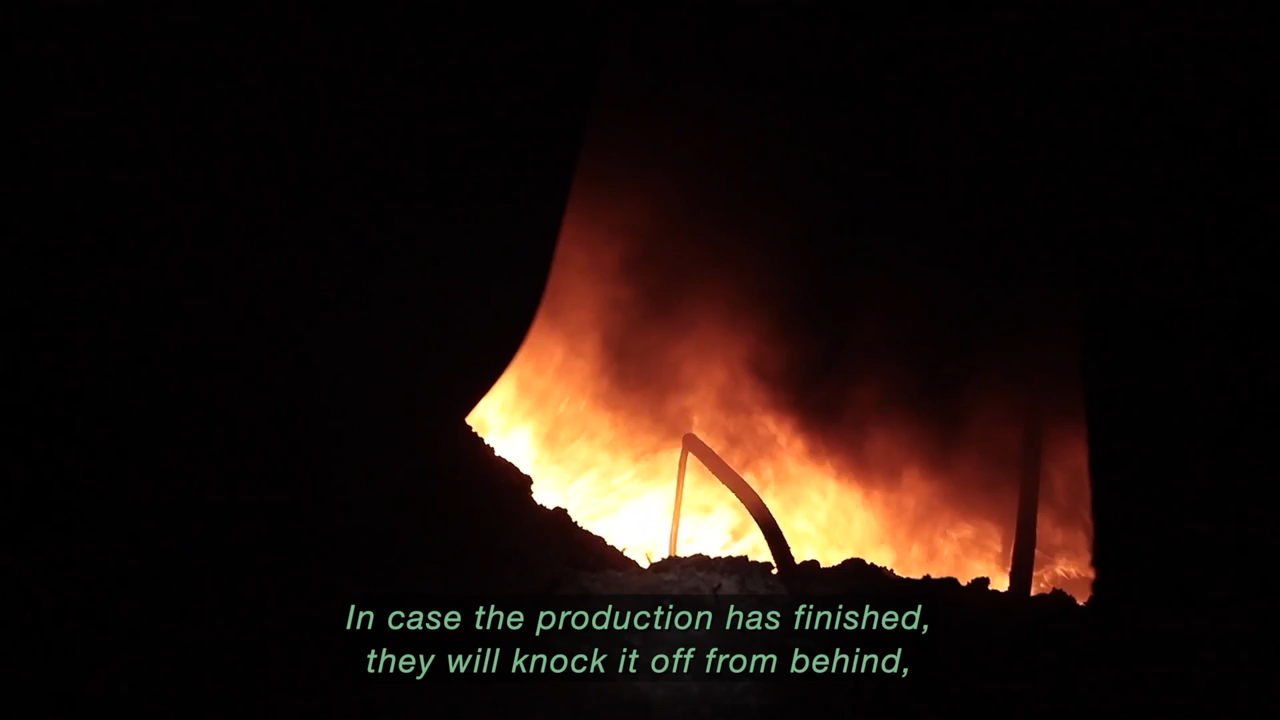 In case the production has finished,
they will knock it off from behind,